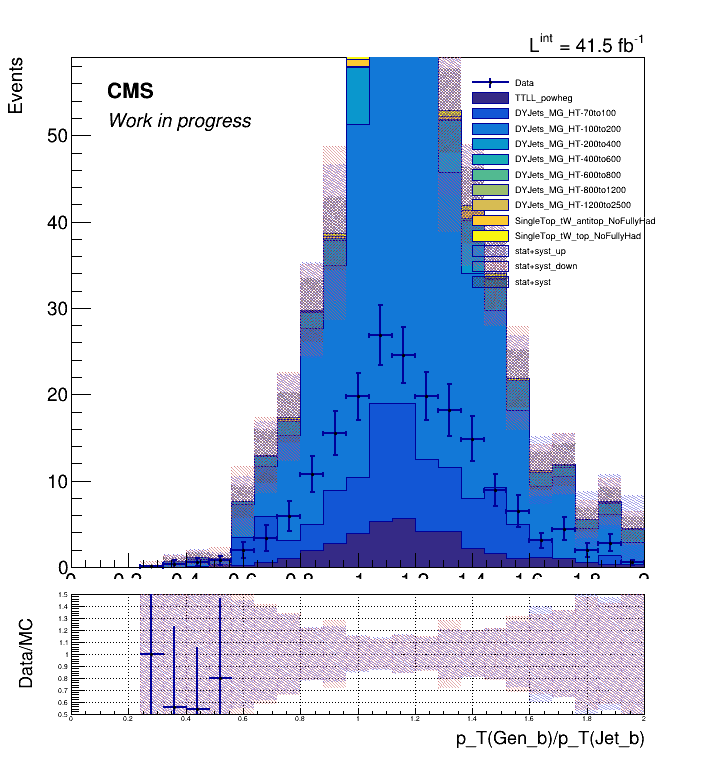 L^int = 41.5 fb^-1
Events
CMS
Work in progress
Data
TTLL_powheg
DYJets_MG_HT-70to100
DYJets_MG_HT-100to200
DYJets_MG_HT-200to400
DYJets_MG_HT-400to600
DYJets_MG_HT-600to800
DYJets_MG_HT-800to1200
DYJets_MG_HT-1200to2500
SingleTop_tW_antitop_NoFullyHad
SingleTop_tW_top_NoFullyHad
stat+syst_up
stat+syst_down
stat+syst
50
40
30
20
10
0
0 0.2 0.4 0.6 0.8 1 1.2 1.4 1.6 1.8 2
Data/MC
1.5
1.4
1.3
1.2
1.1
1
0.9
0.8
0.7
0.6
0.5
0 0.2 0.4 0.6 0.8 1 1.2 1.4 1.6 1.8 2
p_T(Gen_b)/p_T(Jet_b)